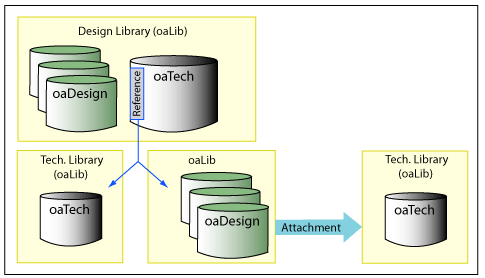 Design Library (oaLib)
oaDesign
oaTech
Reference
Tech. Library
(oaLib)
oaTech
oaLib
oaDesign
Attachment
Tech. Library
(oaLib)
oaTech